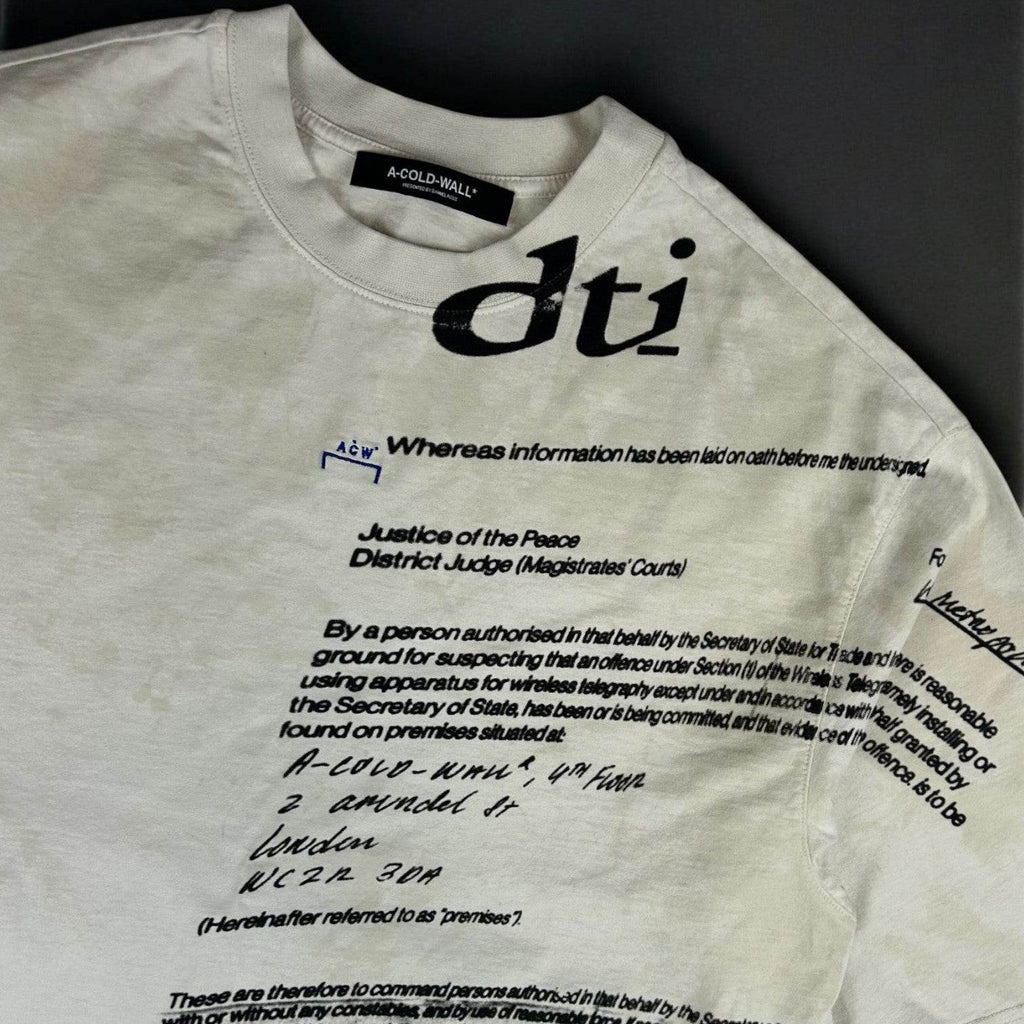 A-COLD-WALL*
PRESENTED BY
dti
ACW*
Whereas information has been laid on oath before me the undersigned,
Justice of the Peace
District Judge (Magistrates' Courts)
Fo
By a person authorised in that behalf by the Secretary of State for Trade and is reasonable
ground for suspecting that an offence under Section (1) of the Wireless installing or
using apparatus for wireless telegraphy except under and in accordance with granted by
the Secretary of State, has been or is being committed, and that evidence of offence, is to be
found on premises situated at:
A-COLD-WALL*, 4TH FLOOR
2 arundel St
London
WC2R 3DA
(Hereinafter referred to as "premises").
These are therefore to command persons authorised in that behalf by the
with or without any constables, and by use of reasonable force, if